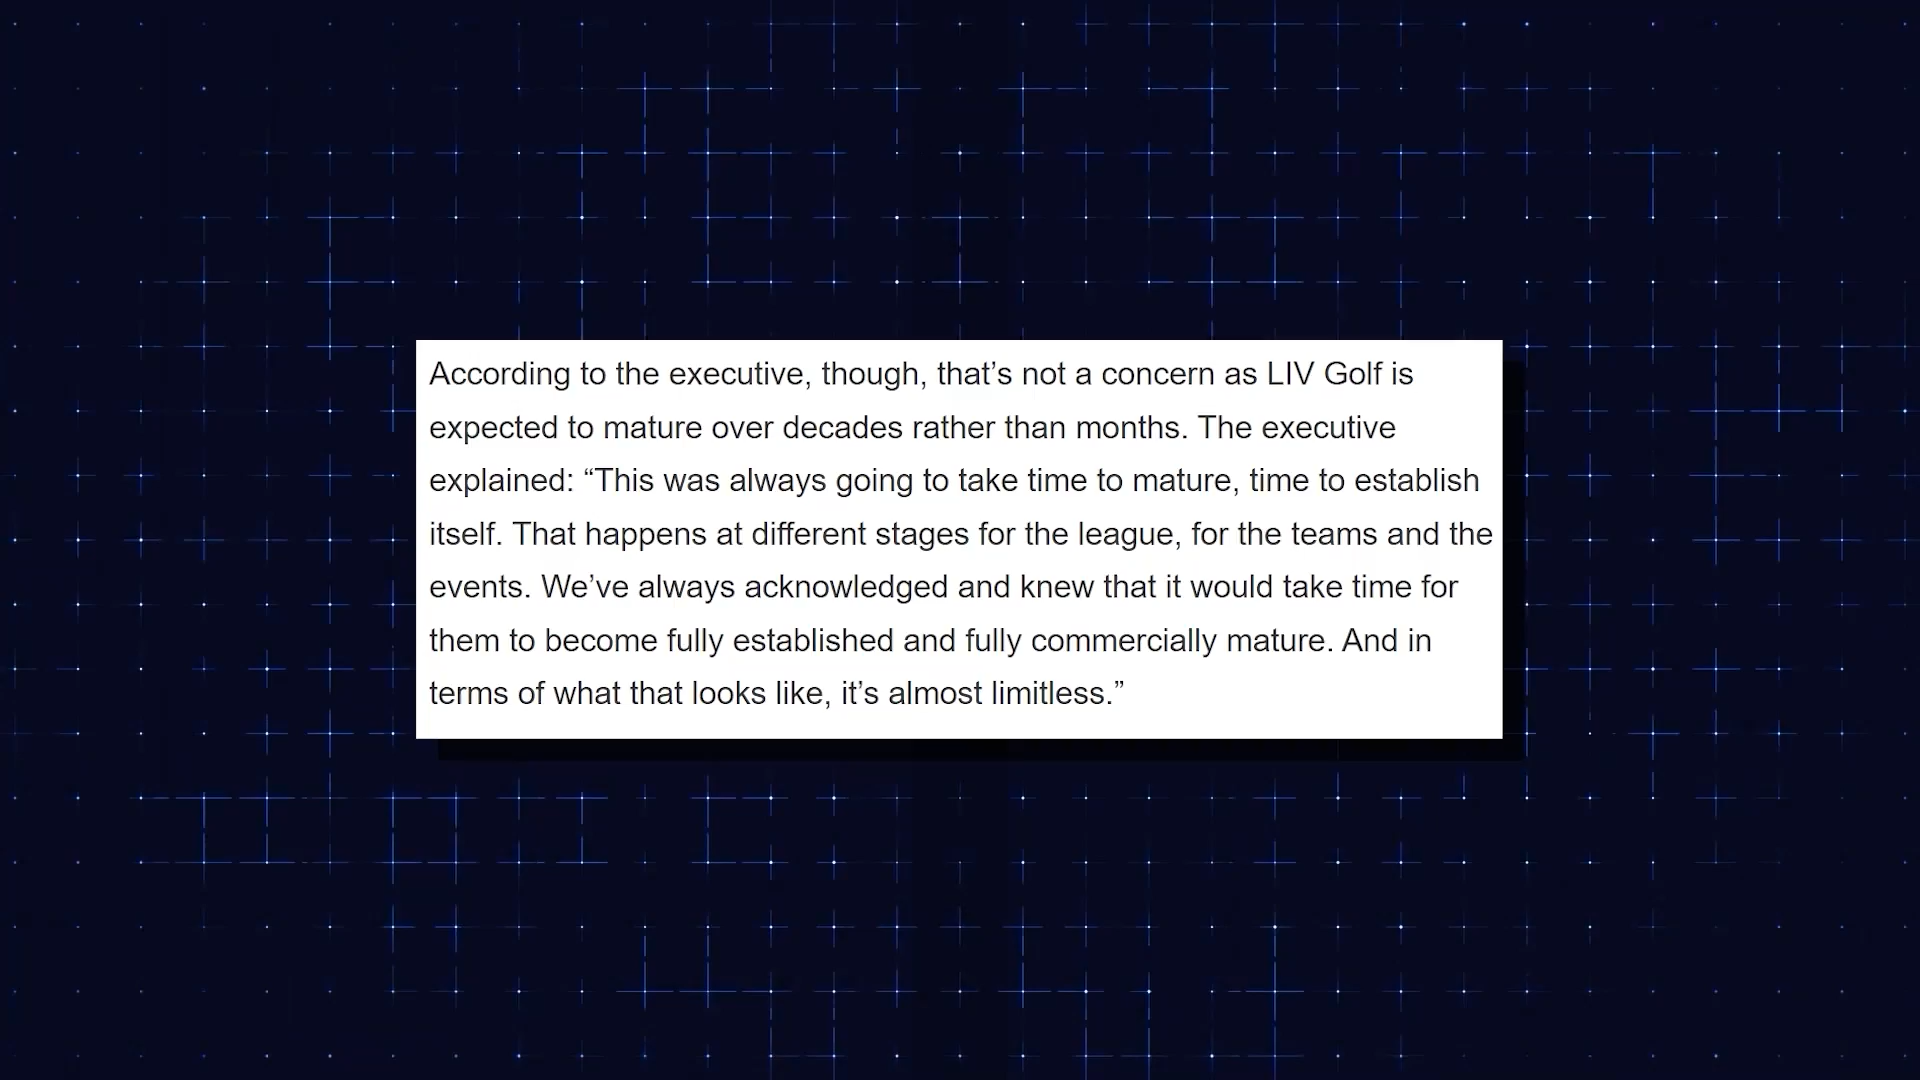 According to the executive, though, that’s not a concern as LIV Golf is
expected to mature over decades rather than months. The executive
explained: “This was always going to take time to mature, time to establish
itself. That happens at different stages for the league, for the teams and the
events. We’ve always acknowledged and knew that it would take time for
them to become fully established and fully commercially mature. And in
terms of what that looks like, it’s almost limitless.”